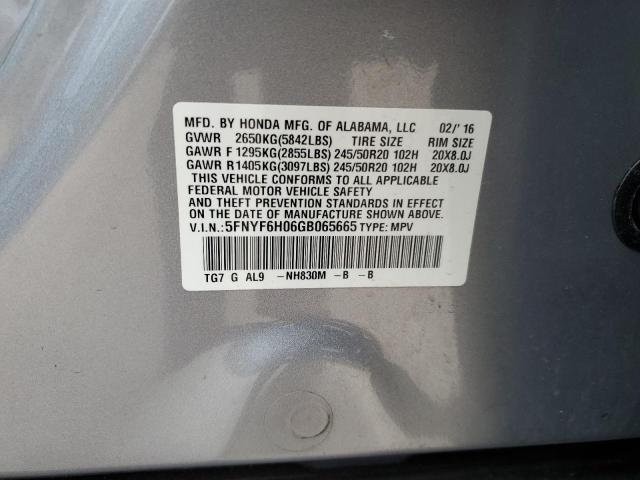 MFD. BY HONDA MFG. OF ALABAMA, LLC 02/'16
GVWR 2650KG(5842LBS) TIRE SIZE RIM SIZE
GAWR F 1295KG(2855LBS) 245/50R20 102H 20X8.0J
GAWR R 1405KG(3097LBS) 245/50R20 102H 20X8.0J
THIS VEHICLE CONFORMS TO ALL APPLICABLE
FEDERAL MOTOR VEHICLE SAFETY
AND THEFT PREVENTION STANDARDS IN EFFECT
ON THE DATE OF MANUFACTURE SHOWN ABOVE.
V.I.N.:5FNYF6H06GB065665 TYPE:MPV
TG7 G AL9 -NH830M -B -B